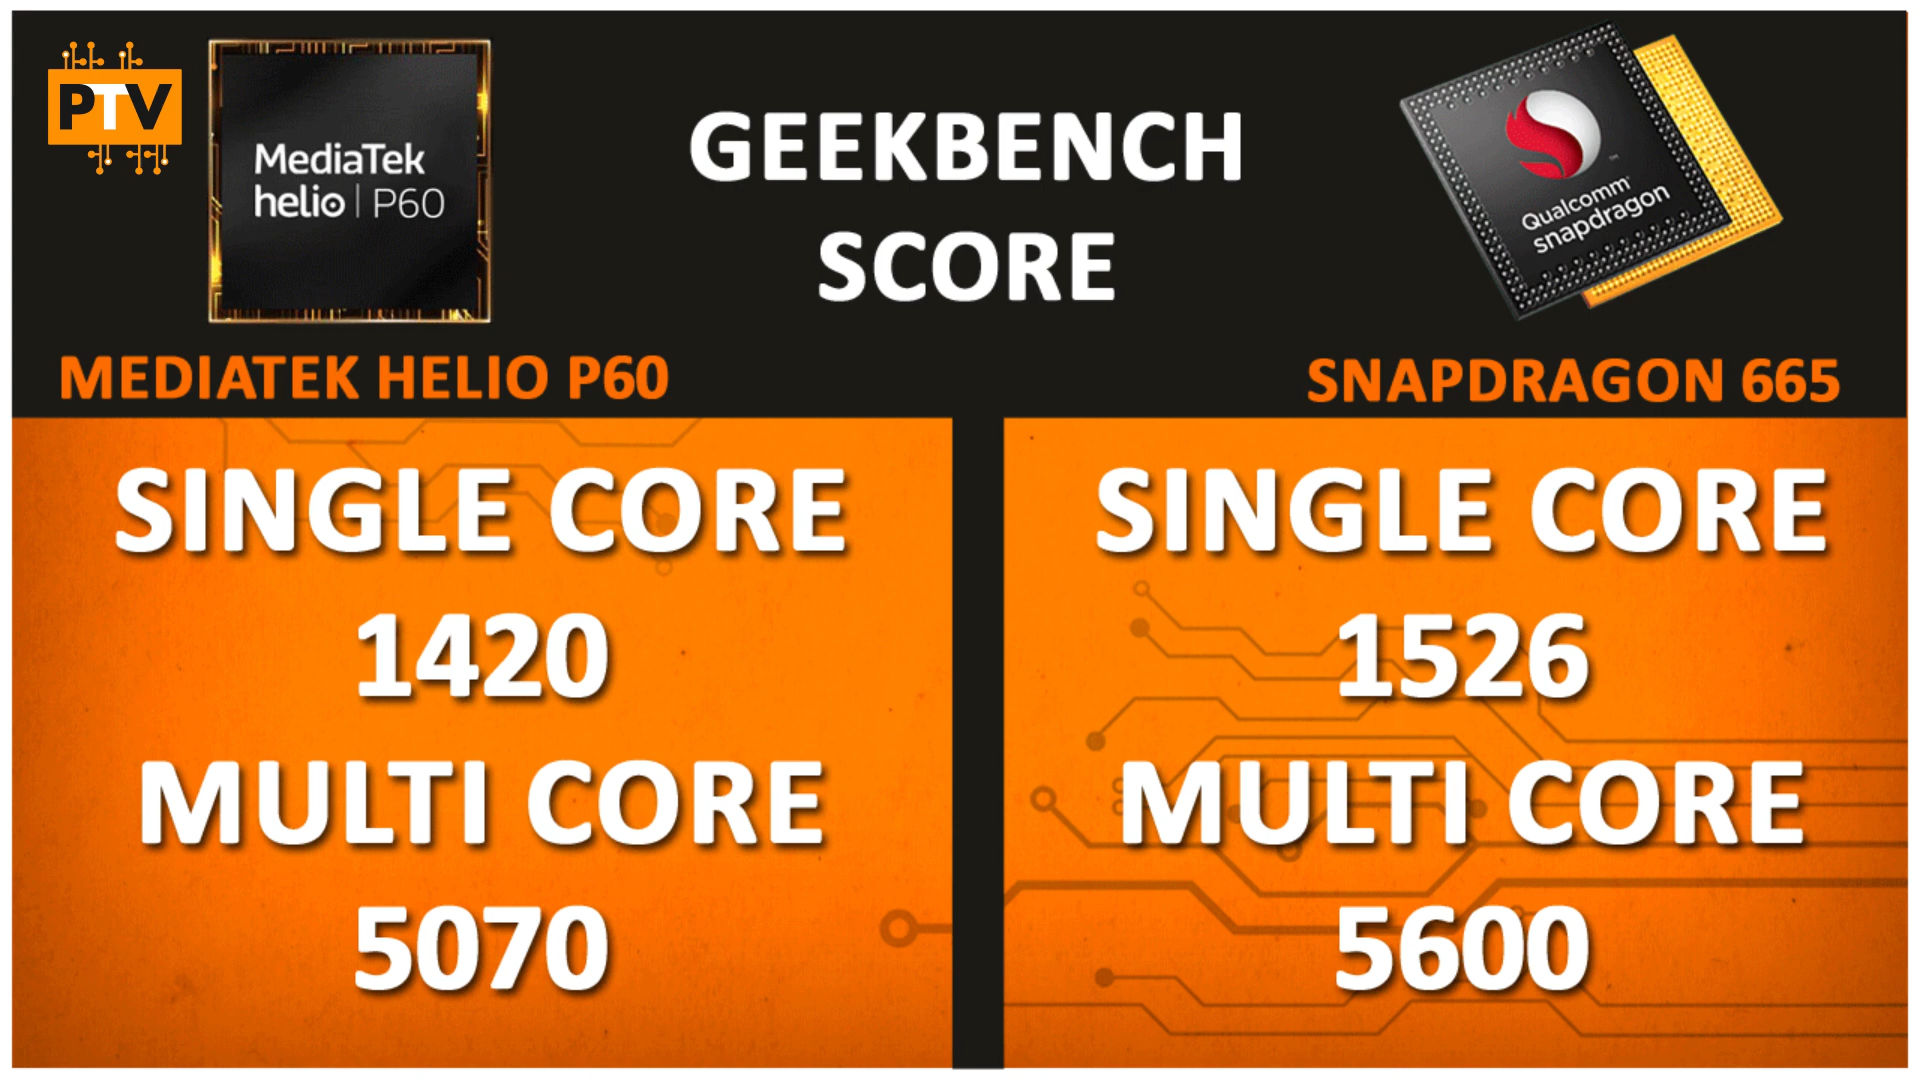 PTV
MediaTek
helio | P60
GEEKBENCH
SCORE
Qualcomm
snapdragon
MEDIATEK HELIO P60
SNAPDRAGON 665
SINGLE CORE
1420
MULTI CORE
5070
SINGLE CORE
1526
MULTI CORE
5600